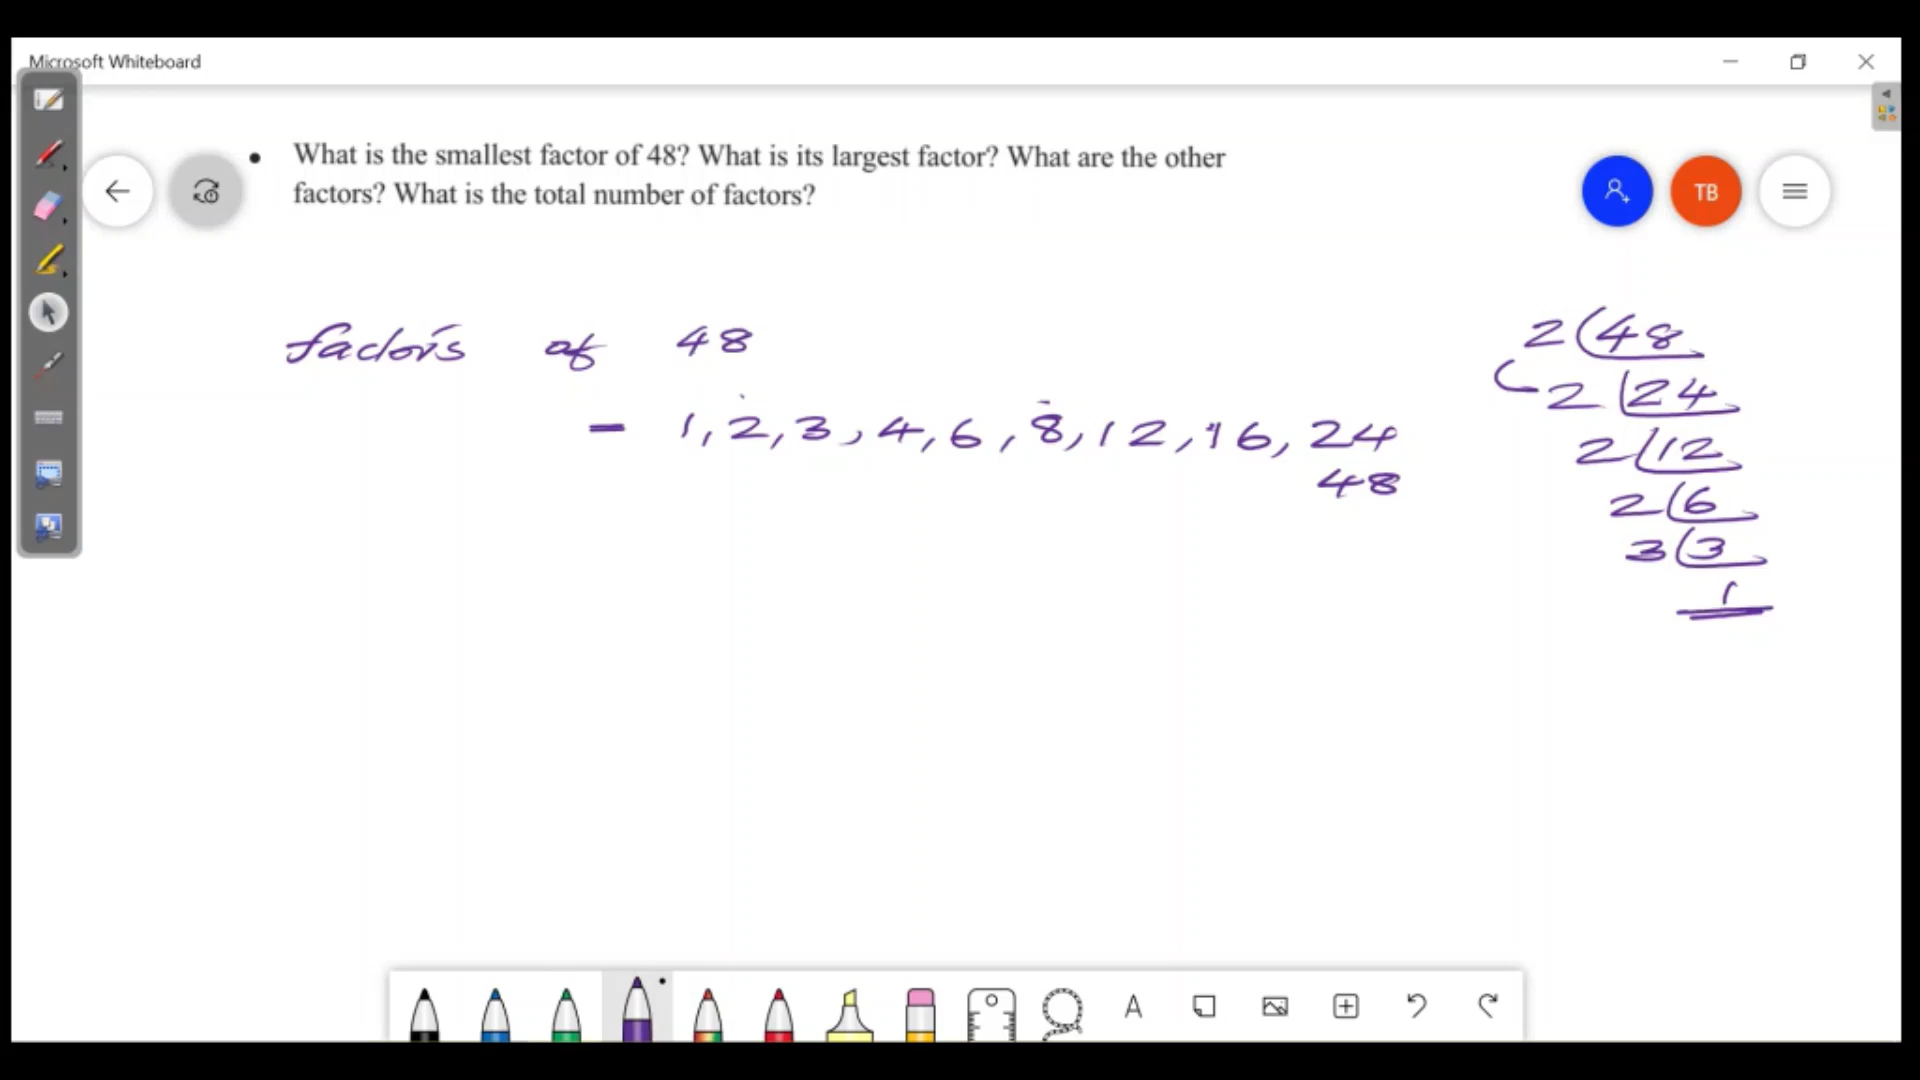 Microsoft Whiteboard
• What is the smallest factor of 48? What is its largest factor? What are the other
factors? What is the total number of factors?
TB
factors of 48
= 1, 2, 3, 4, 6, 8, 12, 16, 24
48
2 48
2 24
2 12
2 6
3 3
1
A